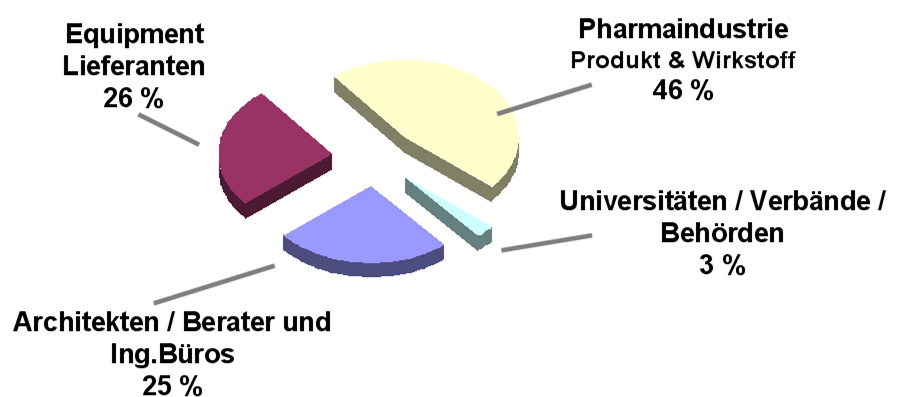 Equipment
Lieferanten
26 %
Pharmaindustrie
Produkt & Wirkstoff
46 %
Universitäten / Verbände /
Behörden
3 %
Architekten / Berater und
Ing.Büros
25 %